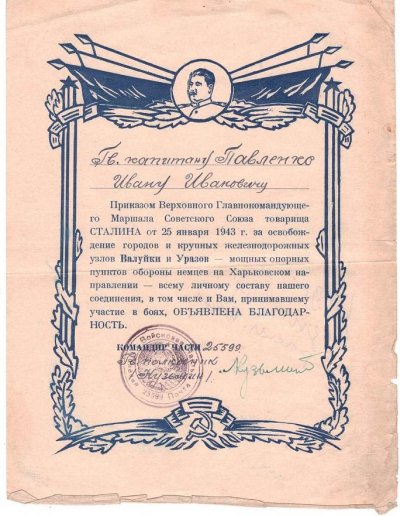 Гв. капитану Павленко
Ивану Ивановичу
Приказом Верховного Главнокомандующе-
го Маршала Советского Союза товарища
СТАЛИНА от 25 января 1943 г. за освобож-
дение городов и крупных железнодорожных
узлов Валуйки и Уразов — мощных опорных
пунктов обороны немцев на Харьковском на-
правлении — всему личному составу нашего
соединения, в том числе и Вам, принимавшему
участие в боях, ОБЪЯВЛЕНА БЛАГОДАР-
НОСТЬ.
КОМАНДИР ЧАСТИ 25599
Гв. полковник
Кузьмин